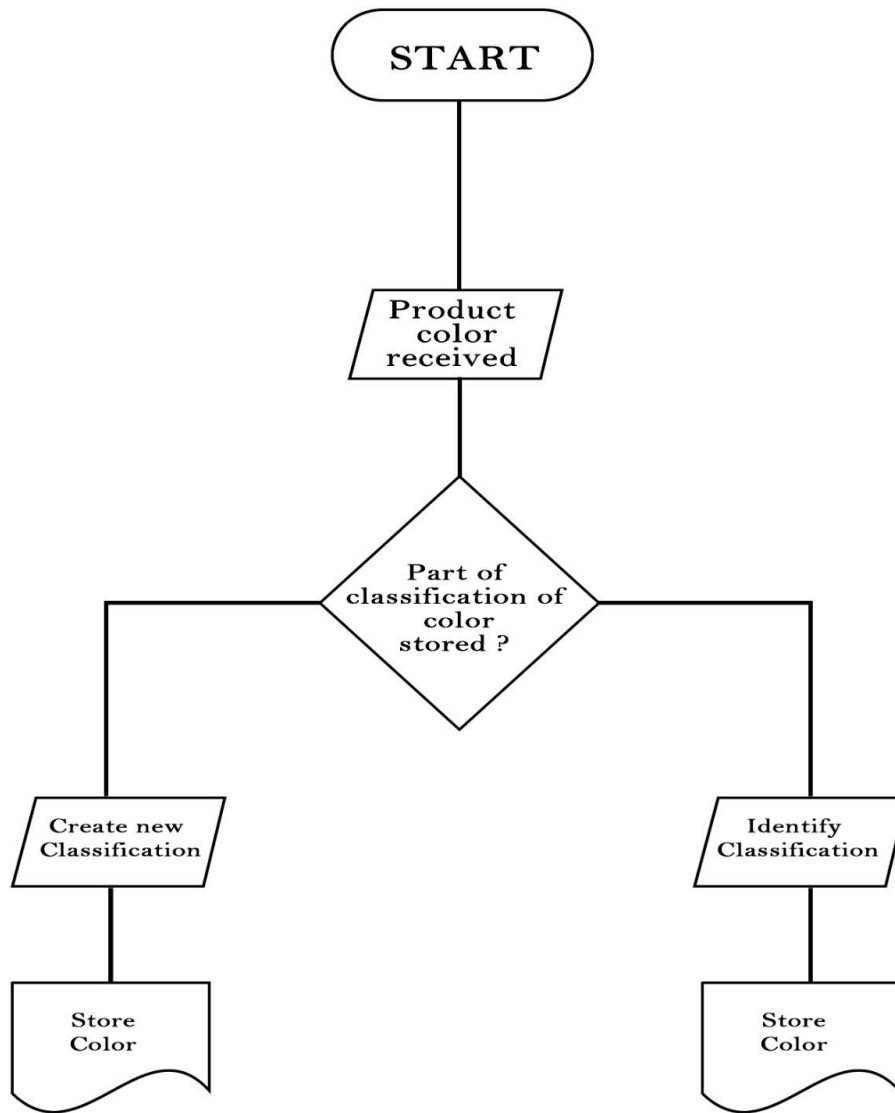 START
Product
color
received
Part of
classification of
color
stored ?
Create new
Classification
Identify
Classification
Store
Color
Store
Color